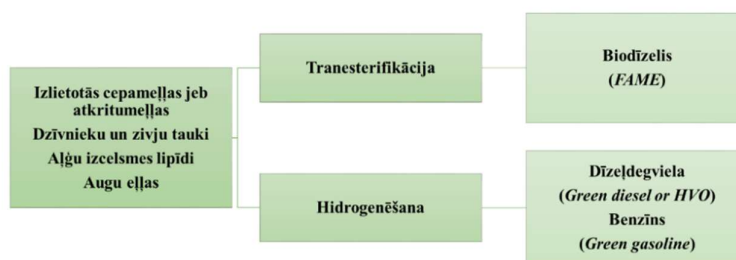 Izlietotās cepameļļas jeb
atkritumeļļas
Dzīvnieku un zivju tauki
Aļģu izcelsmes lipīdi
Augu eļļas
Tranesterifikācija
Biodīzelis
(FAME)
Hidrogenēšana
Dīzeļdegviela
(Green diesel or HVO)
Benzīns
(Green gasoline)